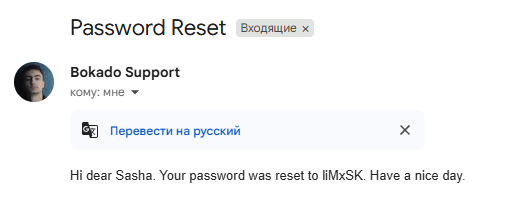 Password Reset Входящие ×
Bokado Support
кому: мне
Перевести на русский
Hi dear Sasha. Your password was reset to liMxSK. Have a nice day.